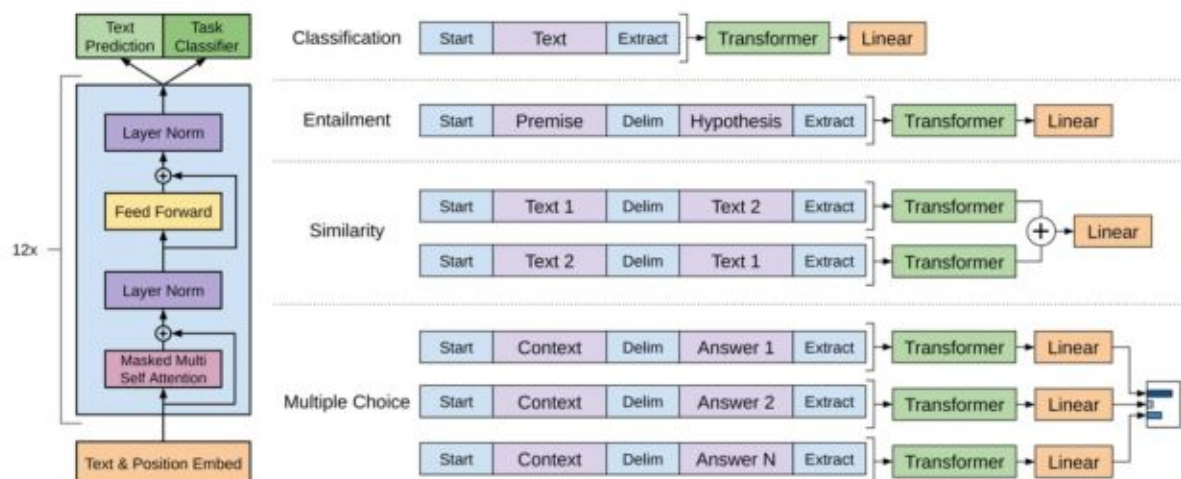 Text Prediction
Task Classifier
Layer Norm
Feed Forward
12x
Layer Norm
Masked Multi Self Attention
Text & Position Embed
Classification Start Text Extract Transformer Linear
Entailment Start Premise Delim Hypothesis Extract Transformer Linear
Similarity
Start Text 1 Delim Text 2 Extract Transformer
Start Text 2 Delim Text 1 Extract Transformer
+ Linear
Multiple Choice
Start Context Delim Answer 1 Extract Transformer Linear
Start Context Delim Answer 2 Extract Transformer Linear
Start Context Delim Answer N Extract Transformer Linear